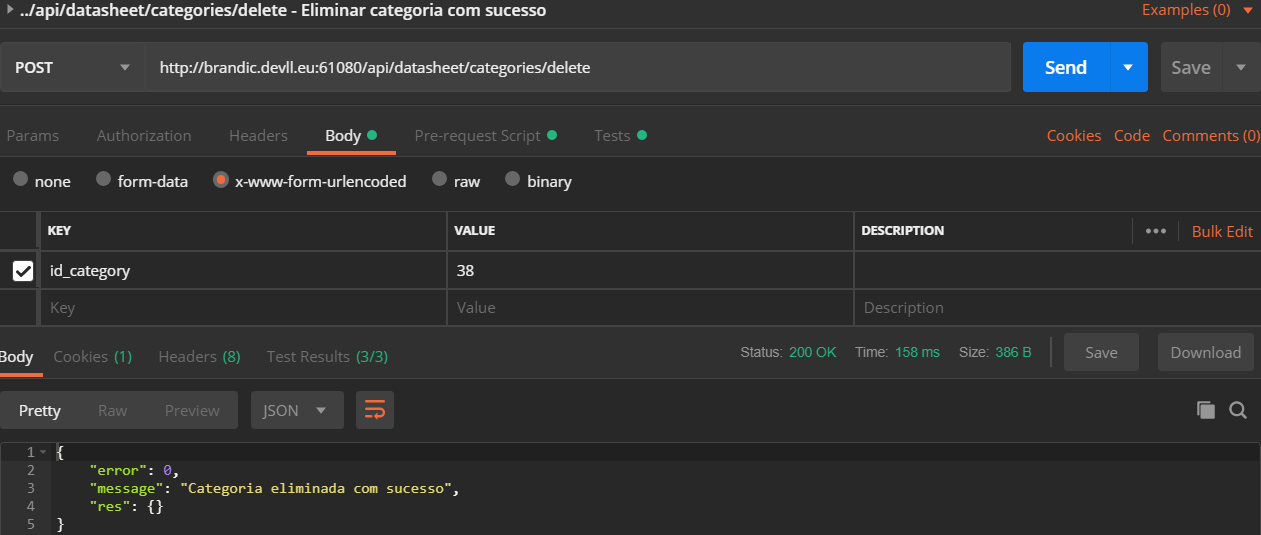 ../api/datasheet/categories/delete - Eliminar categoria com sucesso Examples (0)
POST http://brandic.devll.eu:61080/api/datasheet/categories/delete Send Save
Params Authorization Headers Body Pre-request Script Tests Cookies Code Comments (0)
none form-data x-www-form-urlencoded raw binary
KEY VALUE DESCRIPTION ••• Bulk Edit
id_category 38
Key Value Description
Body Cookies (1) Headers (8) Test Results (3/3) Status: 200 OK Time: 158 ms Size: 386 B Save Download
Pretty Raw Preview JSON
1 {
2 "error": 0,
3 "message": "Categoria eliminada com sucesso",
4 "res": {}
5 }